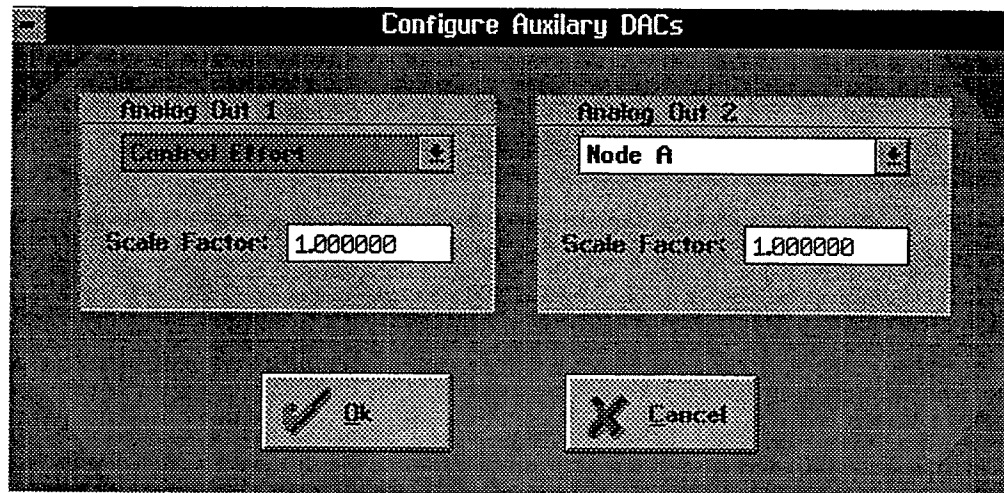 Configure Auxilary DACs
Analog Out 1
Control Effort
Scale Factor: 1.000000
Analog Out 2
Node A
Scale Factor: 1.000000
Ok
Cancel